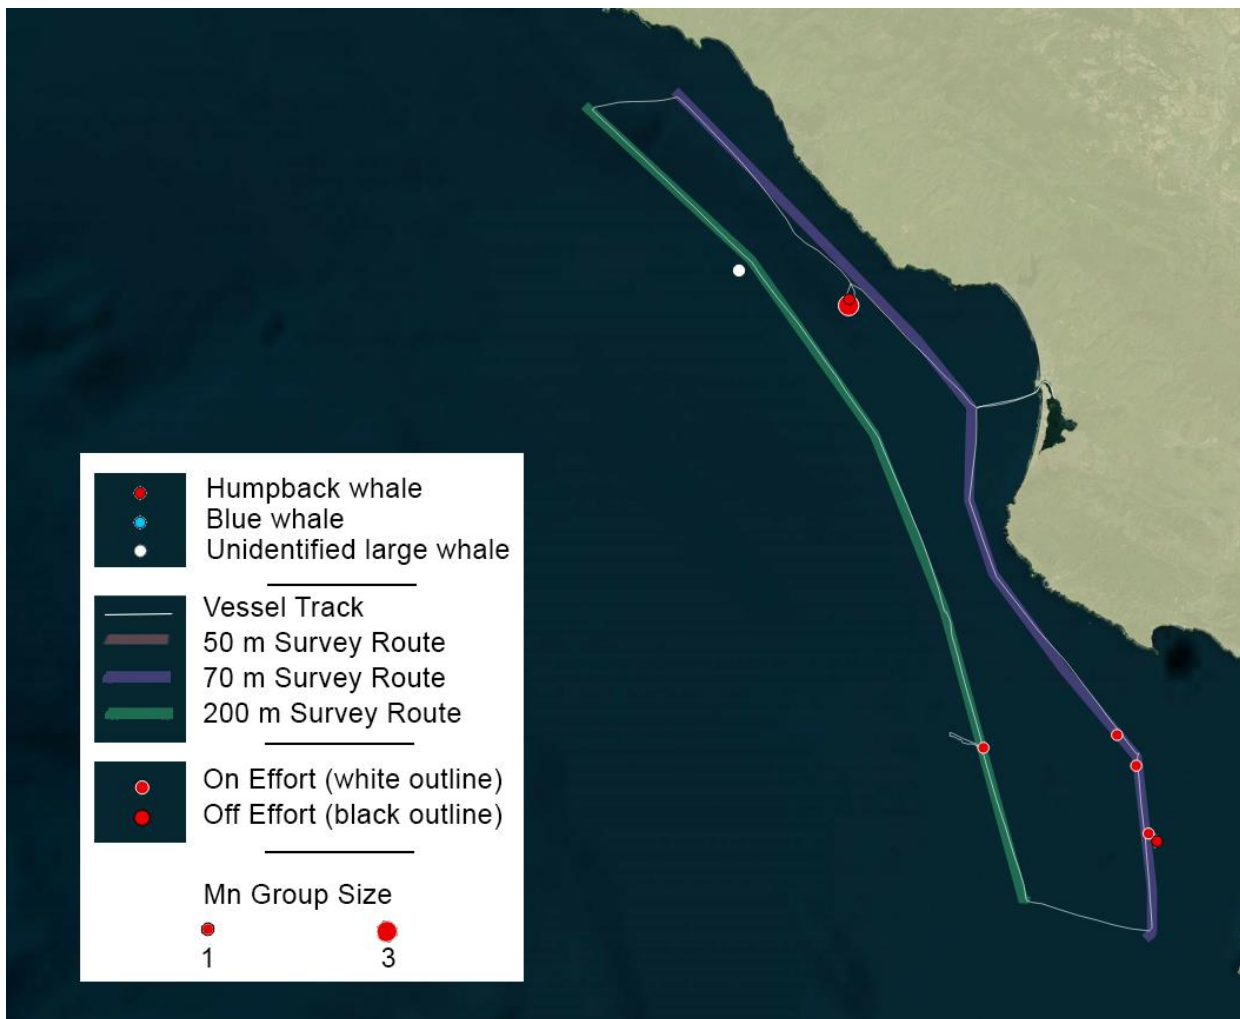 Humpback whale
Blue whale
Unidentified large whale
Vessel Track
50 m Survey Route
70 m Survey Route
200 m Survey Route
On Effort (white outline)
Off Effort (black outline)
Mn Group Size
1 3